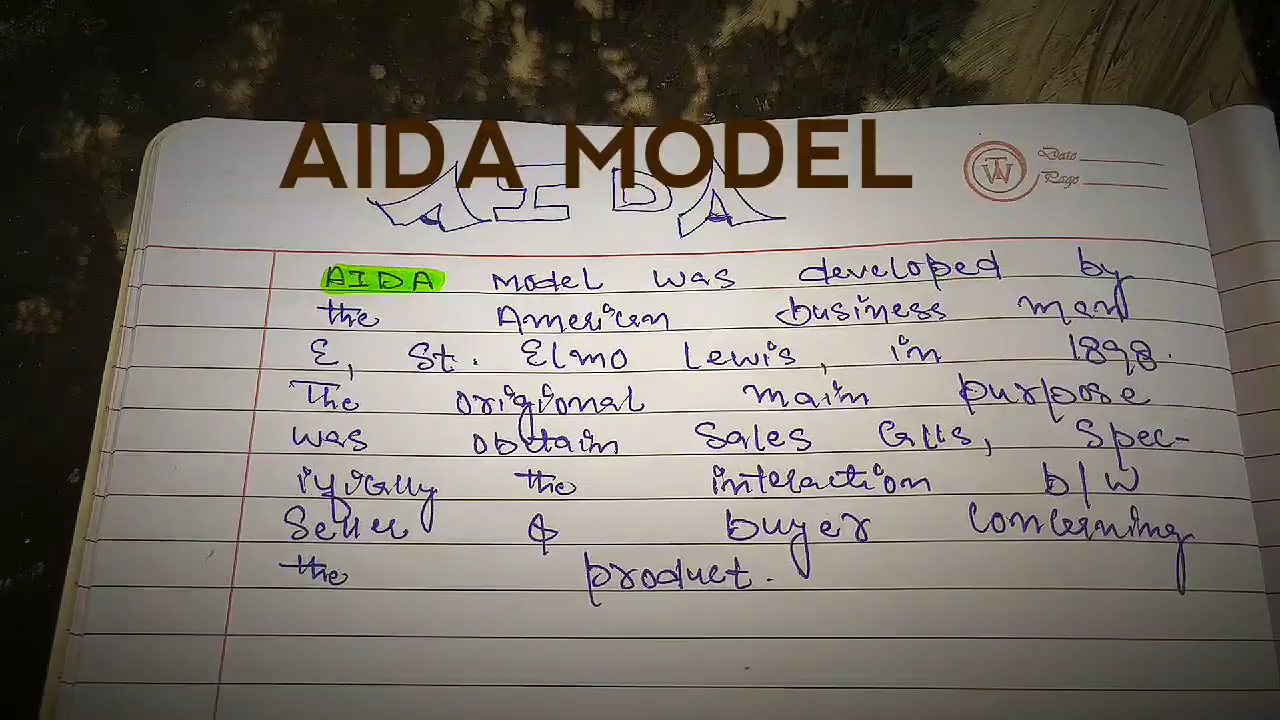 AIDA MODEL
AIDA
Date
Page
AIDA Model was developed by
the American business man
E, St. Elmo Lewis, in 1898.
The origional main purpose
was obtain Sales Calls, Spec-
ifically the interaction b/w
Seller & buyer concerning
the product.